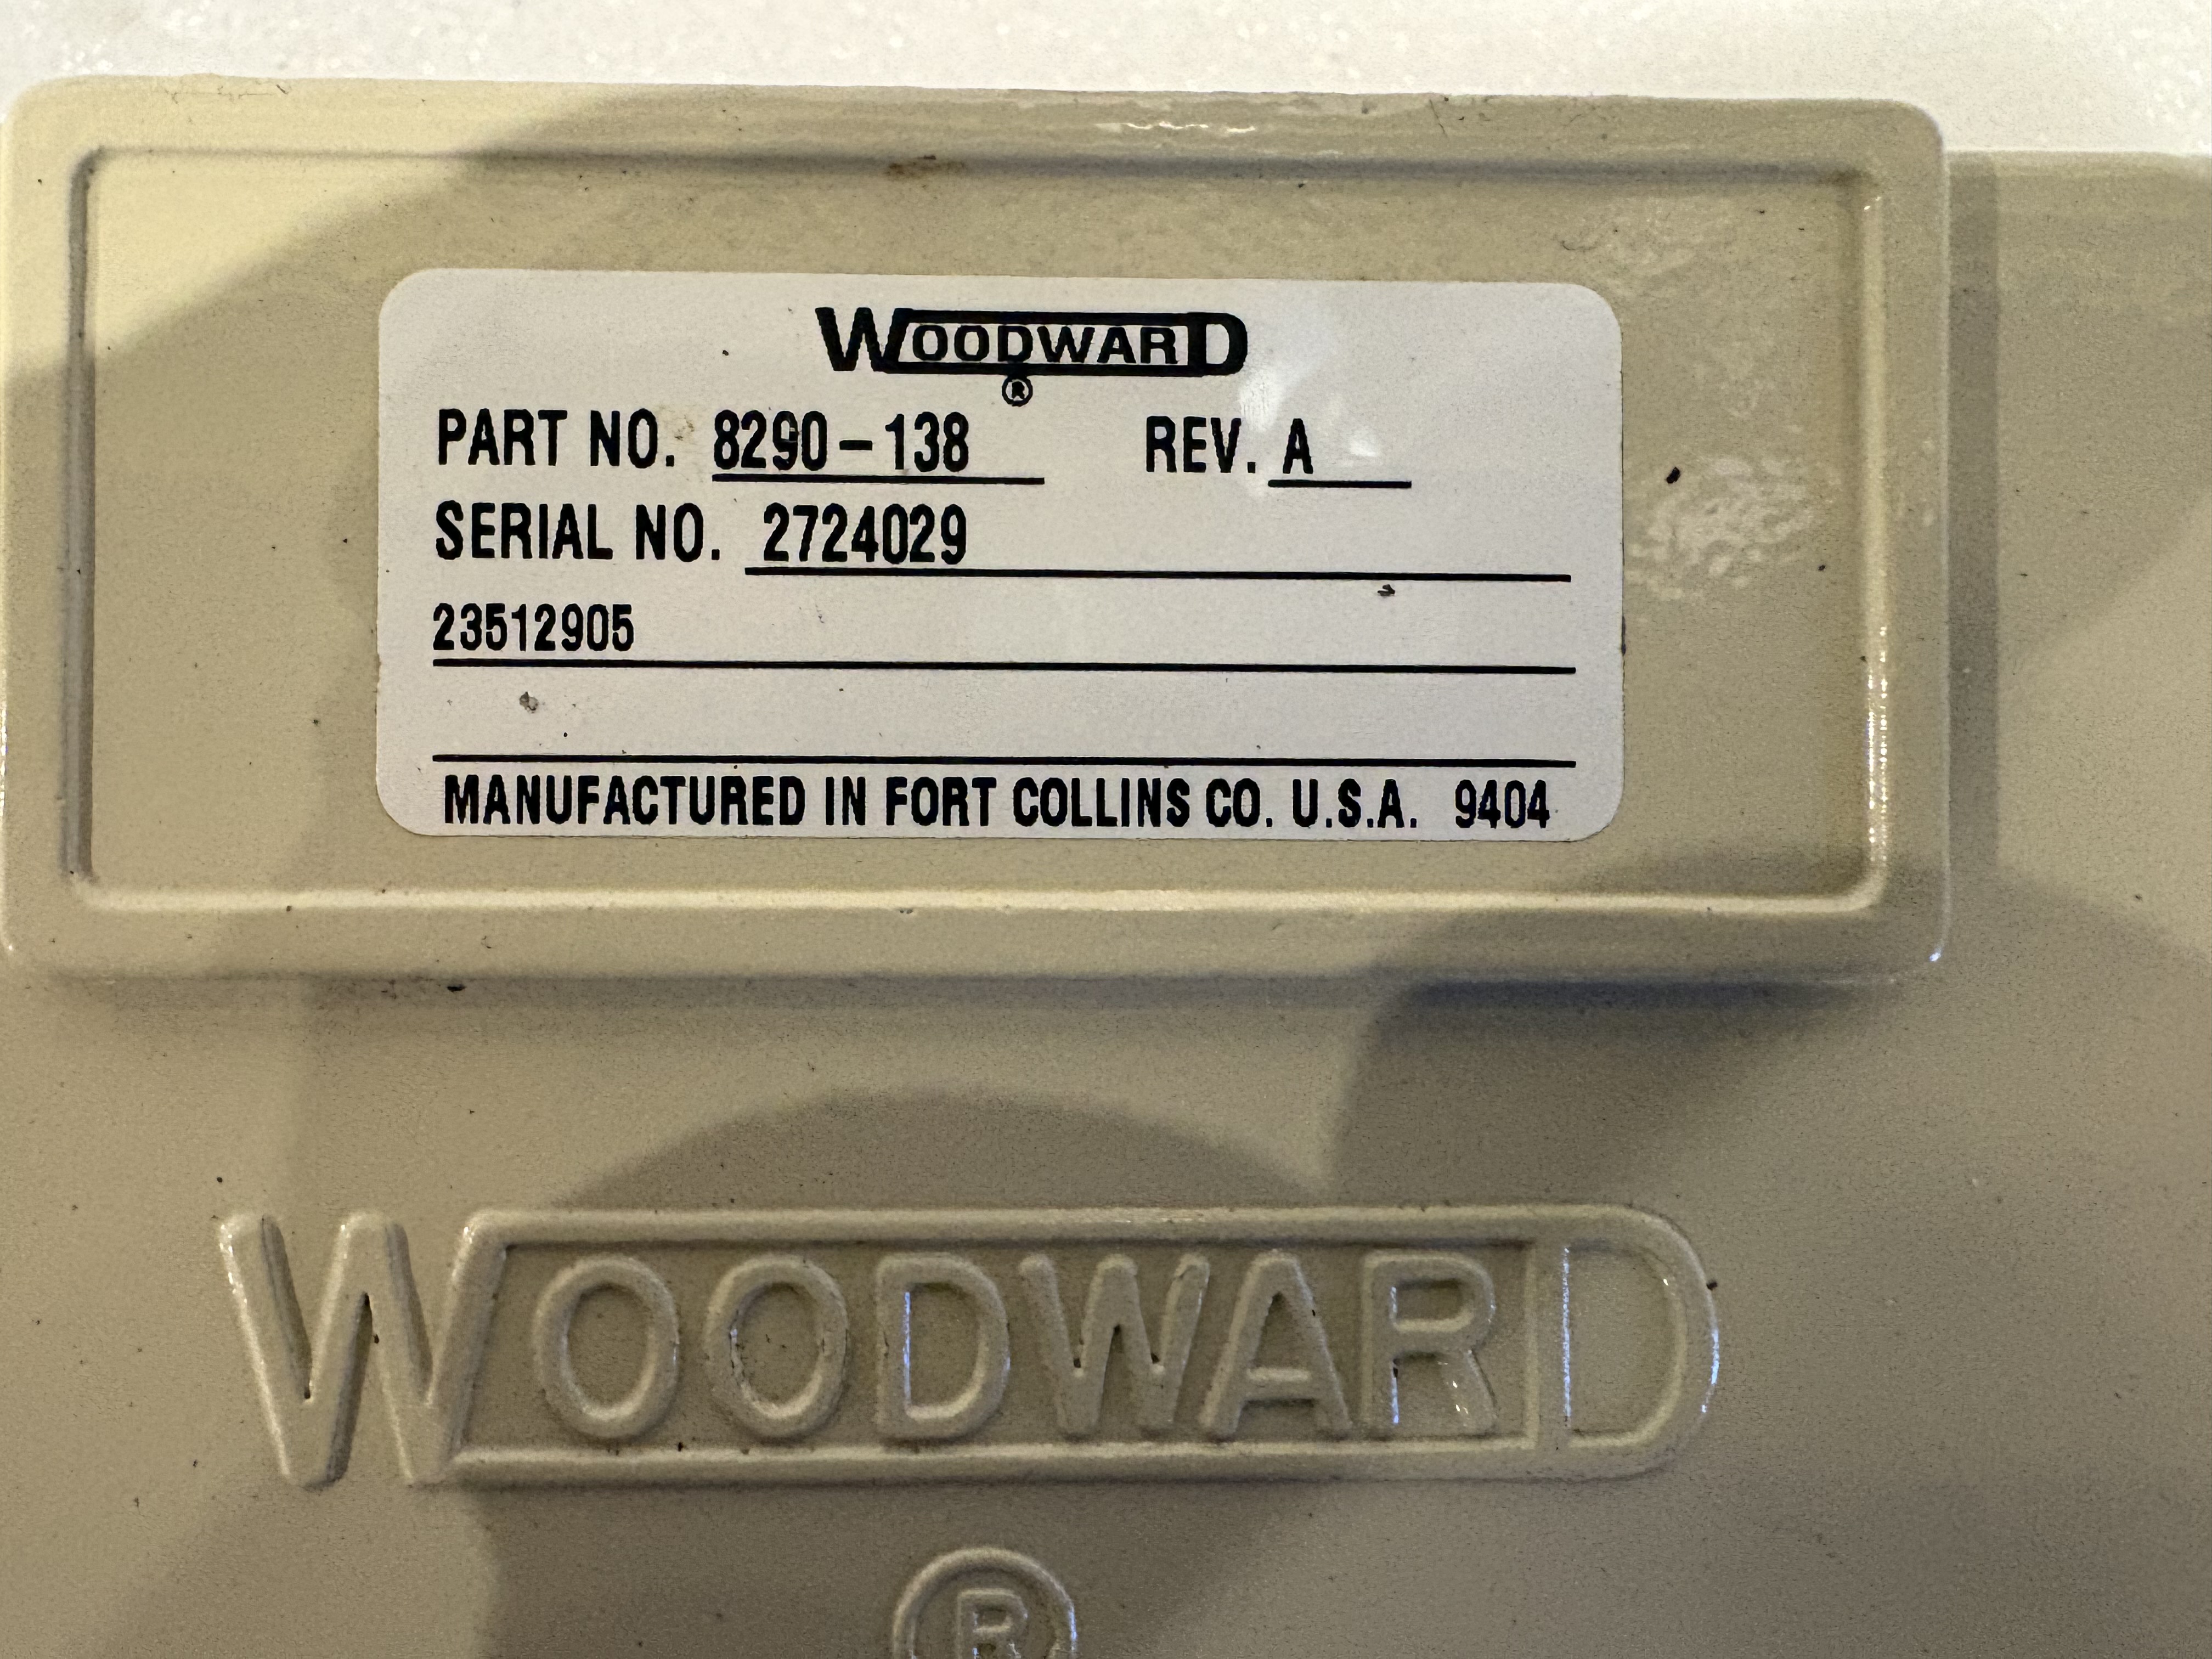 WOODWARD
®
PART NO. 8290-138 REV. A
SERIAL NO. 2724029
23512905
MANUFACTURED IN FORT COLLINS CO. U.S.A. 9404
WOODWARD
®